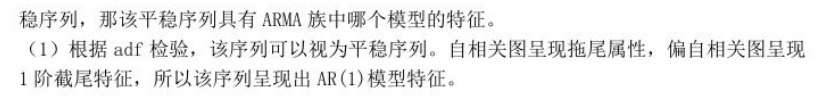 稳序列，那该平稳序列具有 ARMA 族中哪个模型的特征。
（1）根据 adf 检验，该序列可以视为平稳序列。自相关图呈现拖尾属性，偏自相关图呈现
1 阶截尾特征，所以该序列呈现出 AR(1)模型特征。